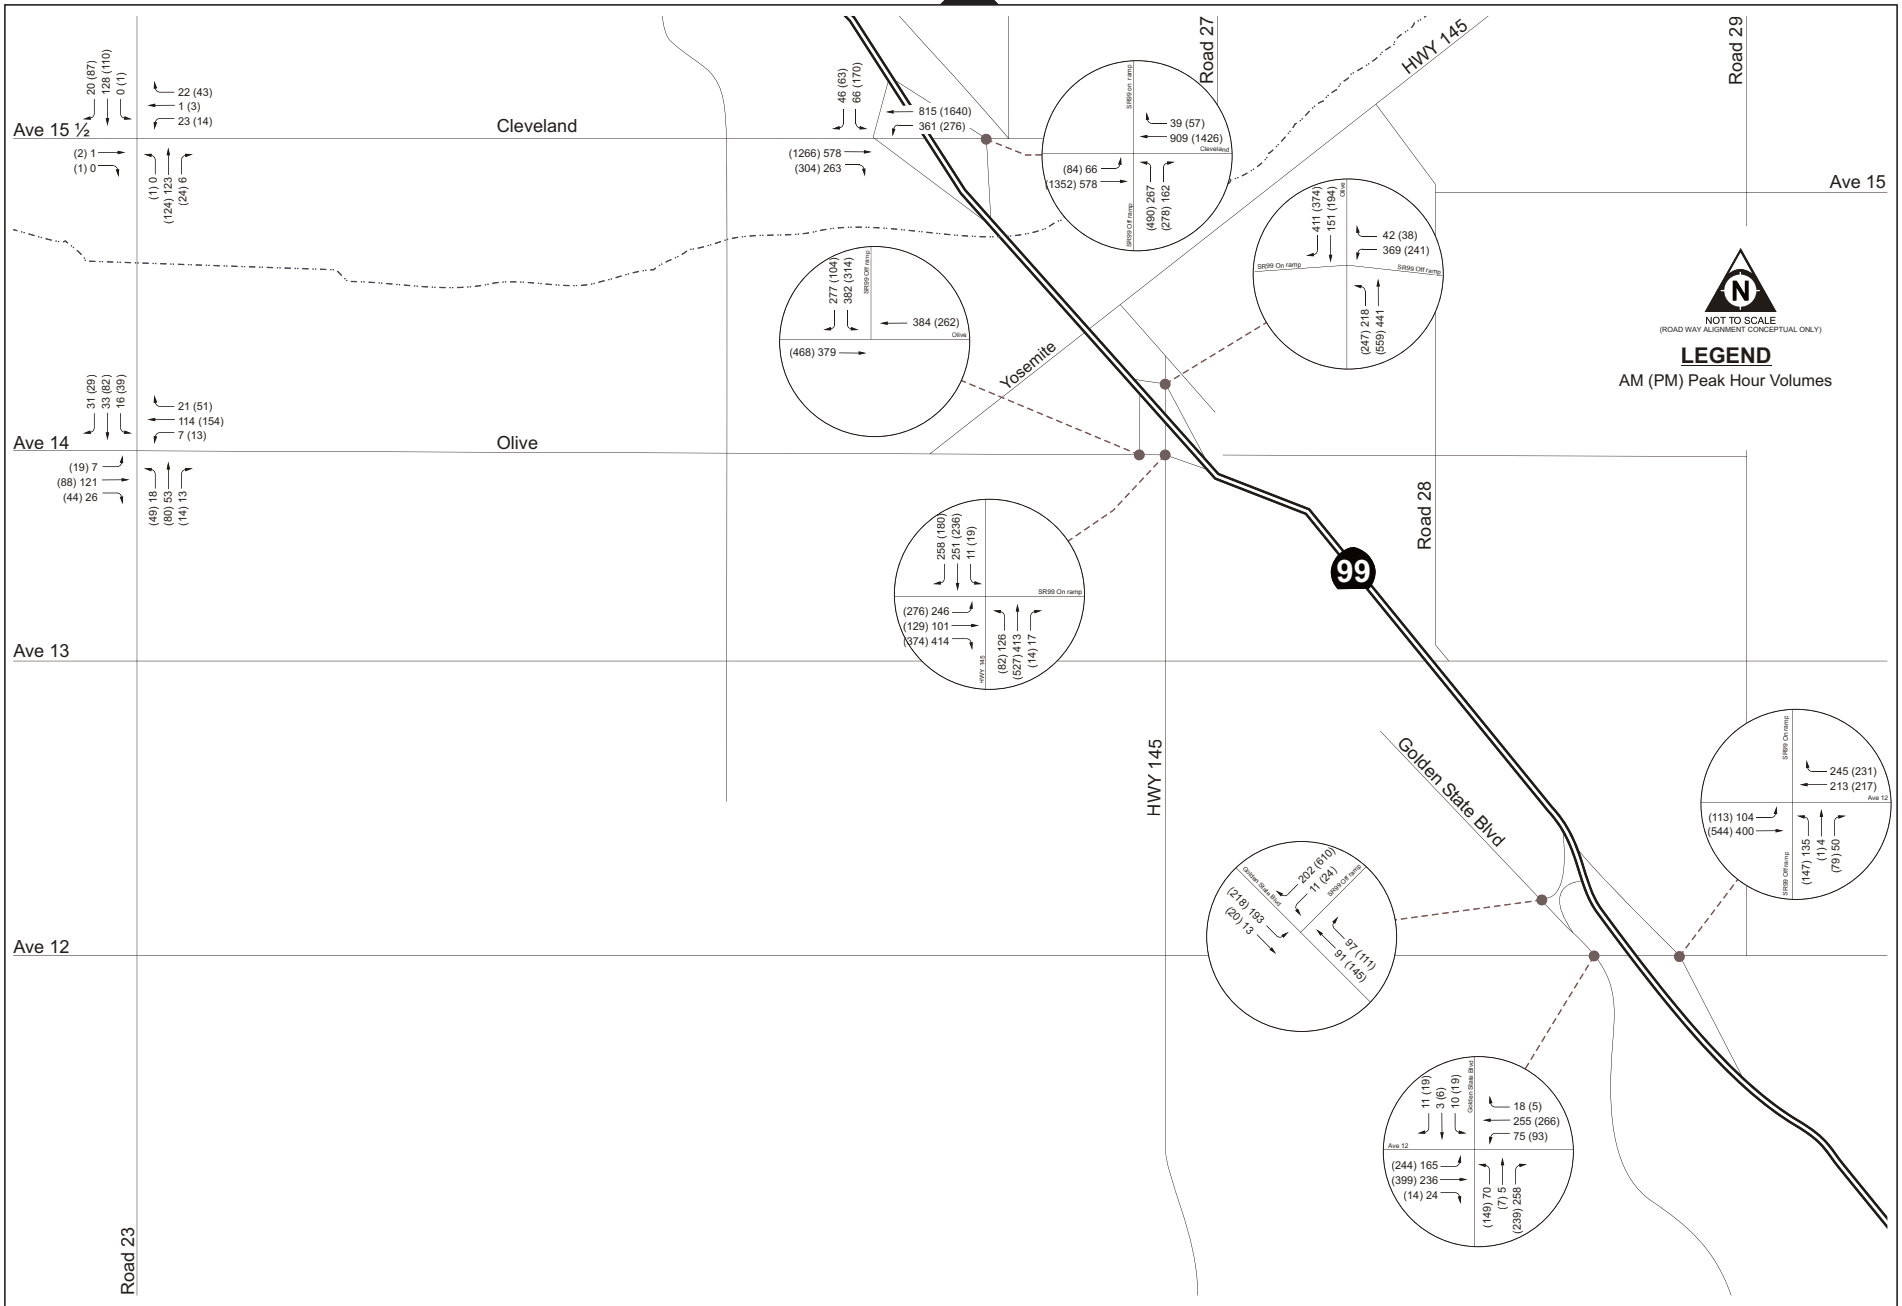 Road 27
HWY 145
Road 29
20 (87)
128 (110)
0 (1)
22 (43)
1 (3)
23 (14)
Ave 15 ½
Cleveland
(2) 1
(1) 0
(1) 0
(124) 123
(24) 6
46 (63)
66 (170)
815 (1640)
361 (276)
(1266) 578
(304) 263
SR99 on ramp
39 (57)
909 (1426)
Cleveland
(84) 66
(1352) 578
SR99 Off ramp
(490) 267
(278) 162
Ave 15
411 (374)
151 (194)
Olive
42 (38)
369 (241)
SR99 On ramp
SR99 Off ramp
(247) 218
(559) 441
277 (104)
382 (314)
SR99 Off ramp
384 (262)
Olive
(468) 379
N
NOT TO SCALE
(ROAD WAY ALIGNMENT CONCEPTUAL ONLY)
LEGEND
AM (PM) Peak Hour Volumes
Yosemite
31 (29)
33 (82)
16 (39)
21 (51)
114 (154)
7 (13)
Ave 14
Olive
(19) 7
(88) 121
(44) 26
(49) 18
(80) 53
(14) 13
Road 28
258 (180)
251 (236)
11 (19)
SR99 On ramp
(276) 246
(129) 101
(374) 414
HWY 145
(82) 126
(527) 413
(14) 17
99
Ave 13
HWY 145
Golden State Blvd
SR99 On ramp
245 (231)
213 (217)
Ave 12
(113) 104
(544) 400
SR99 Off ramp
(147) 135
(1) 4
(79) 50
Golden State Blvd
202 (610)
11 (24)
SR99 Off ramp
(218) 193
(20) 13
97 (111)
91 (145)
Ave 12
11 (19)
3 (6)
10 (19)
Golden State Blvd
18 (5)
255 (266)
75 (93)
Ave 12
(244) 165
(399) 236
(14) 24
(149) 70
(7) 5
(239) 258
Road 23